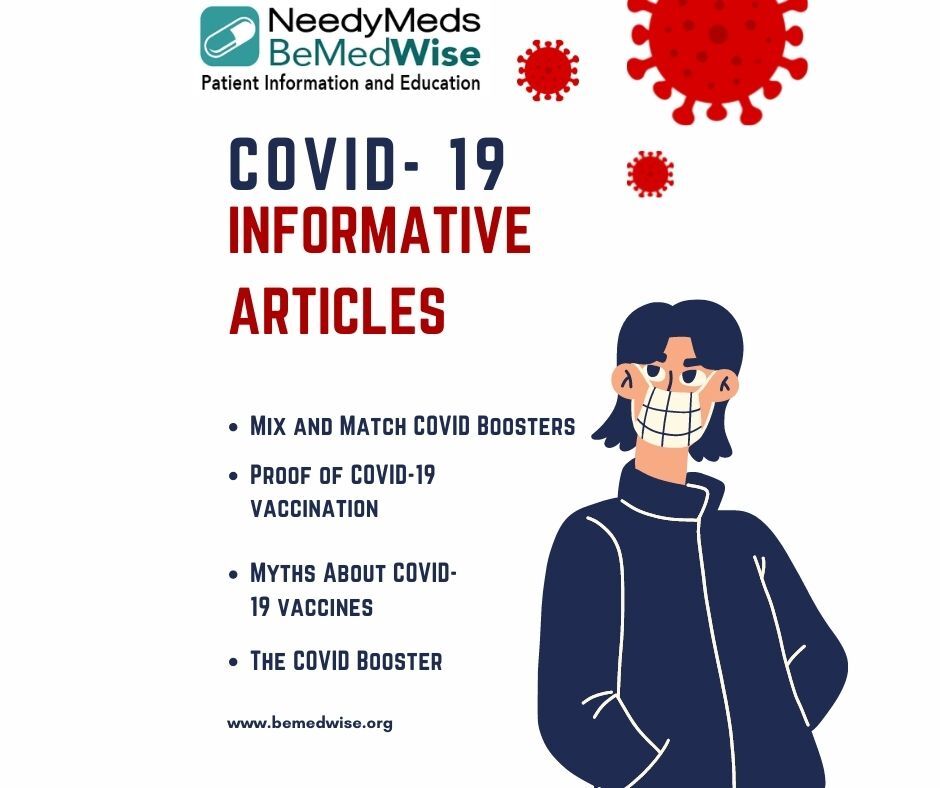 NeedyMeds
BeMedWise
Patient Information and Education
COVID- 19
INFORMATIVE
ARTICLES
• Mix and Match COVID Boosters
• Proof of COVID-19
vaccination
• Myths About COVID-
19 vaccines
• The COVID Booster
www.bemedwise.org